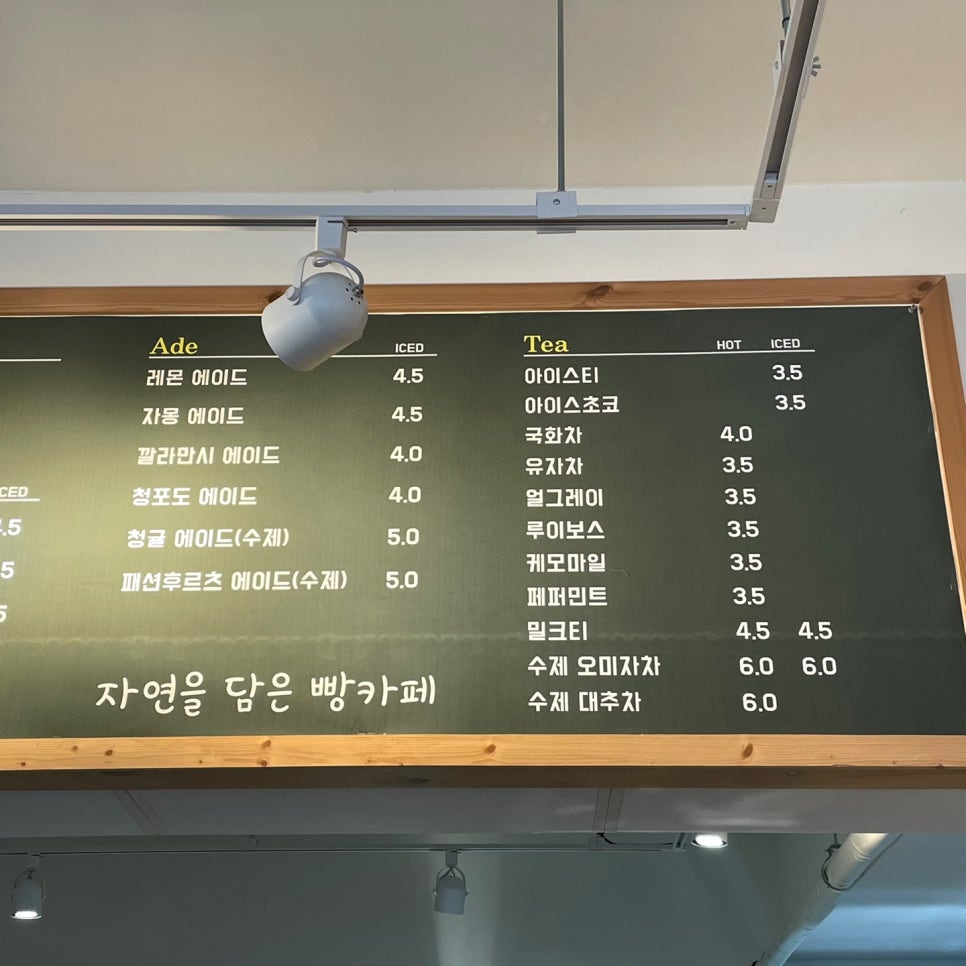 CED
.5
5
5
Ade ICED
레몬 에이드 4.5
자몽 에이드 4.5
깔라만시 에이드 4.0
청포도 에이드 4.0
청귤 에이드(수제) 5.0
패션후르츠 에이드(수제) 5.0
자연을 담은 빵카페
Tea HOT ICED
아이스티 3.5
아이스초코 3.5
국화차 4.0
유자차 3.5
얼그레이 3.5
루이보스 3.5
케모마일 3.5
페퍼민트 3.5
밀크티 4.5 4.5
수제 오미자차 6.0 6.0
수제 대추차 6.0